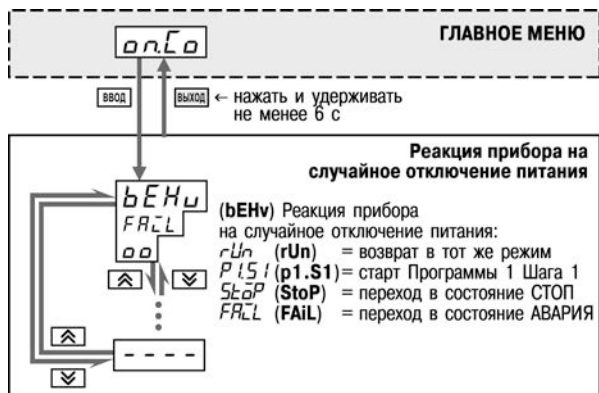 ГЛАВНОЕ МЕНЮ
on.Co
ВВОД
ВЫХОД
← нажать и удерживать
не менее 6 с
Реакция прибора на
случайное отключение питания
bEHu
FAiL
oo
(bEHv) Реакция прибора
на случайное отключение питания:
rUn (rUn) = возврат в тот же режим
P1.S1 (p1.S1) = старт Программы 1 Шага 1
StoP (StoP) = переход в состояние СТОП
FAiL (FAiL) = переход в состояние АВАРИЯ
- - - -